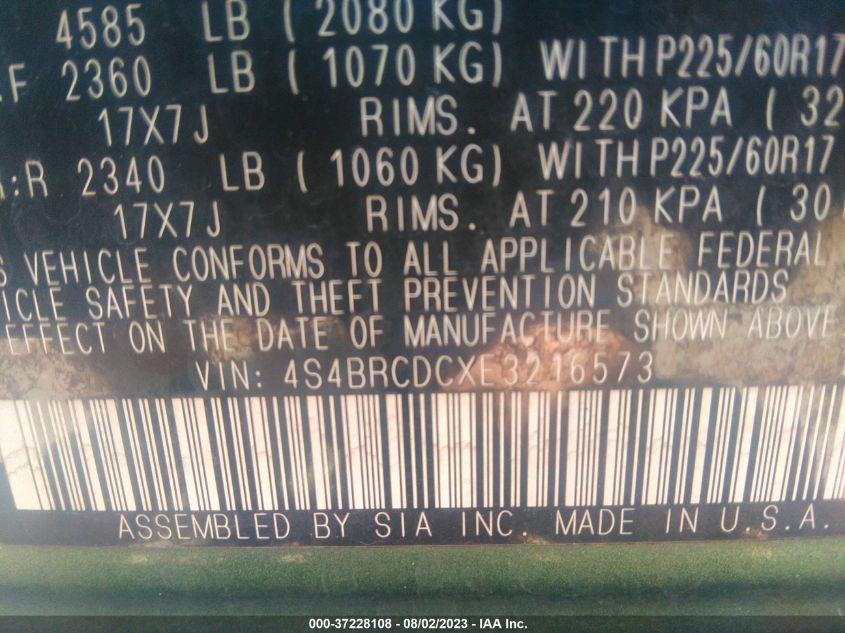 4585 LB ( 2080 KG)
F 2360 LB ( 1070 KG) WITH P225/60R17
17X7J RIMS. AT 220 KPA ( 32
:R 2340 LB ( 1060 KG) WITH P225/60R17
17X7J RIMS. AT 210 KPA ( 30
S VEHICLE CONFORMS TO ALL APPLICABLE FEDERAL
ICLE SAFETY AND THEFT PREVENTION STANDARDS
EFFECT ON THE DATE OF MANUFACTURE SHOWN ABOVE
VIN: 4S4BRCDCXE3216573
ASSEMBLED BY SIA INC. MADE IN U.S.A.
000-37228108 - 08/02/2023 - IAA Inc.